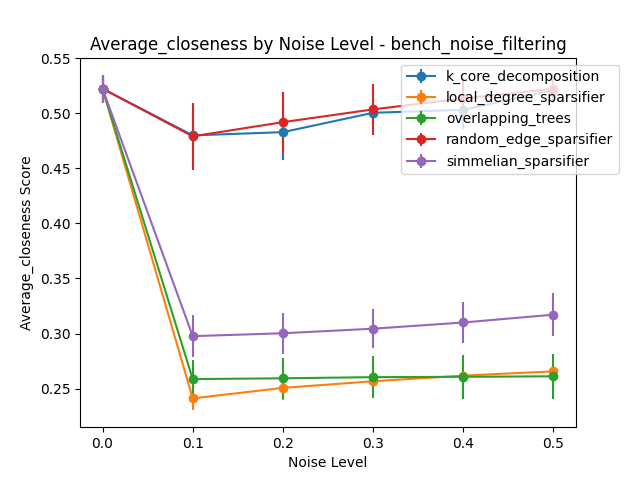 Average_closeness by Noise Level - bench_noise_filtering
Average_closeness Score
0.55
0.50
0.45
0.40
0.35
0.30
0.25
k_core_decomposition
local_degree_sparsifier
overlapping_trees
random_edge_sparsifier
simmelian_sparsifier
0.0 0.1 0.2 0.3 0.4 0.5
Noise Level